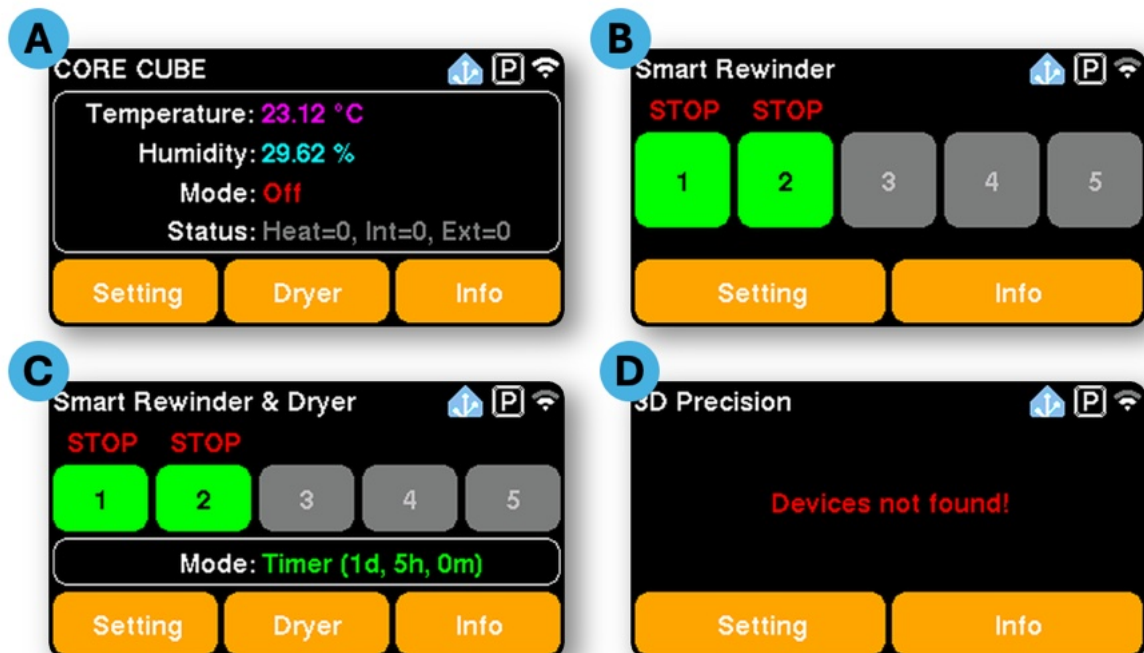 A
CORE CUBE P
Temperature: 23.12 °C
Humidity: 29.62 %
Mode: Off
Status: Heat=0, Int=0, Ext=0
Setting Dryer Info
B
Smart Rewinder P
STOP STOP
1 2 3 4 5
Setting Info
C
Smart Rewinder & Dryer P
STOP STOP
1 2 3 4 5
Mode: Timer (1d, 5h, 0m)
Setting Dryer Info
D
3D Precision P
Devices not found!
Setting Info